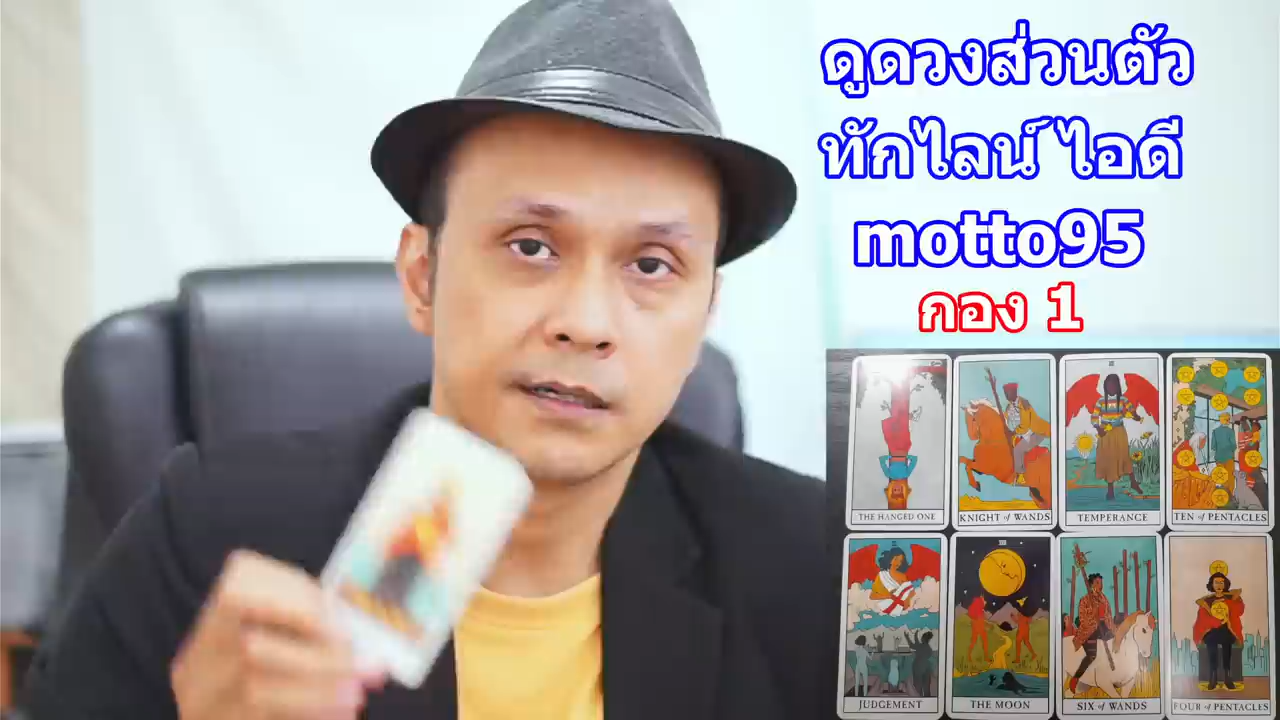 ดูดวงส่วนตัว
ทักไลน์ ไอดี
motto95
กอง 1
THE HANGED ONE
KNIGHT of WANDS
TEMPERANCE
TEN of PENTACLES
JUDGEMENT
THE MOON
SIX of WANDS
FOUR of PENTACLES